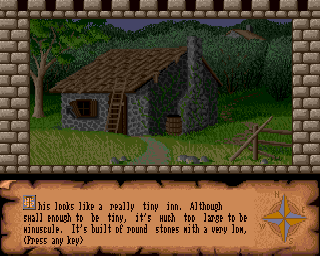 This looks like a really tiny inn. Although
small enough to be tiny, it's much too large to be
minuscule. It's built of round stones with a very low,
(Press any key)